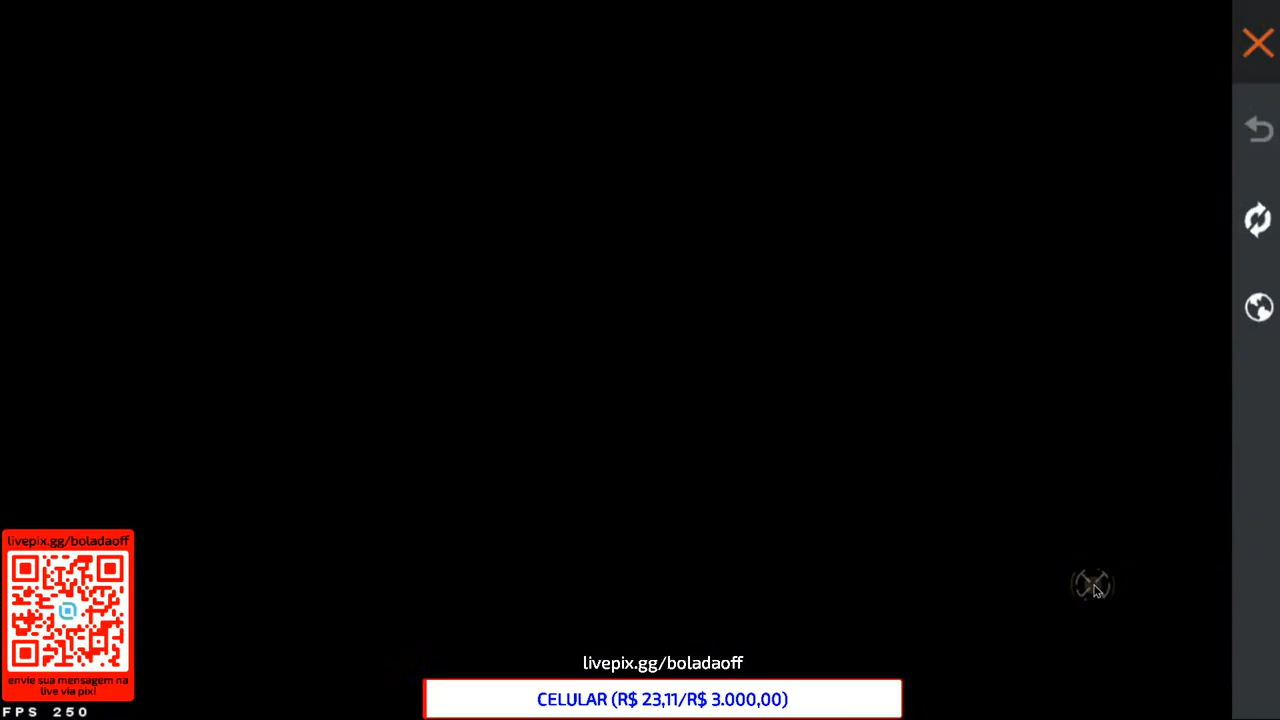 livepix.gg/boladaoff
envie sua mensagem na
live via pix!
FPS 250
livepix.gg/boladaoff
CELULAR (R$ 23,11/R$ 3.000,00)